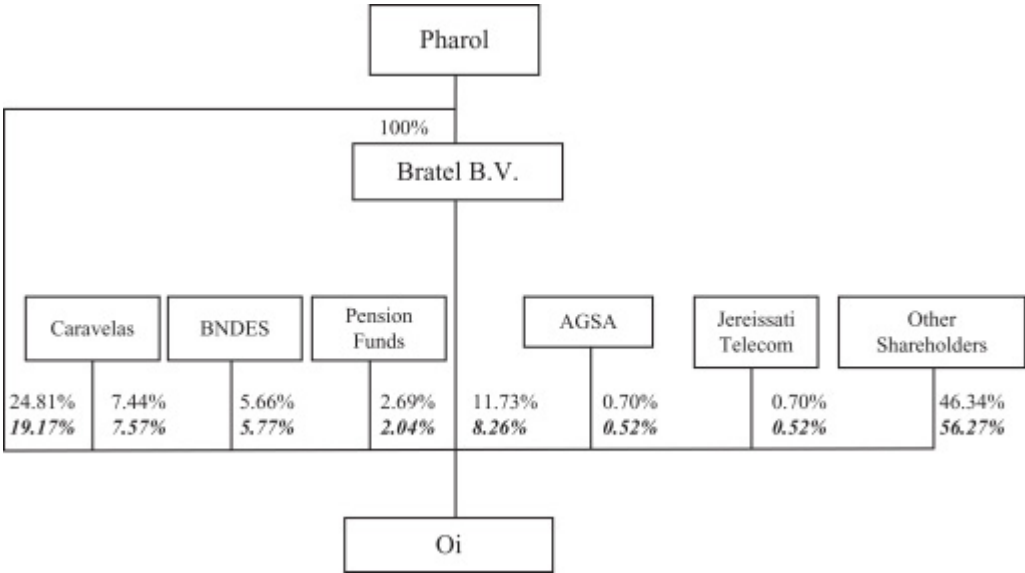 Pharol
100%
Bratel B.V.
Caravelas
BNDES
Pension
Funds
AGSA
Jereissati
Telecom
Other
Shareholders
24.81% 7.44% 5.66% 2.69% 11.73% 0.70% 0.70% 46.34%
19.17% 7.57% 5.77% 2.04% 8.26% 0.52% 0.52% 56.27%
Oi